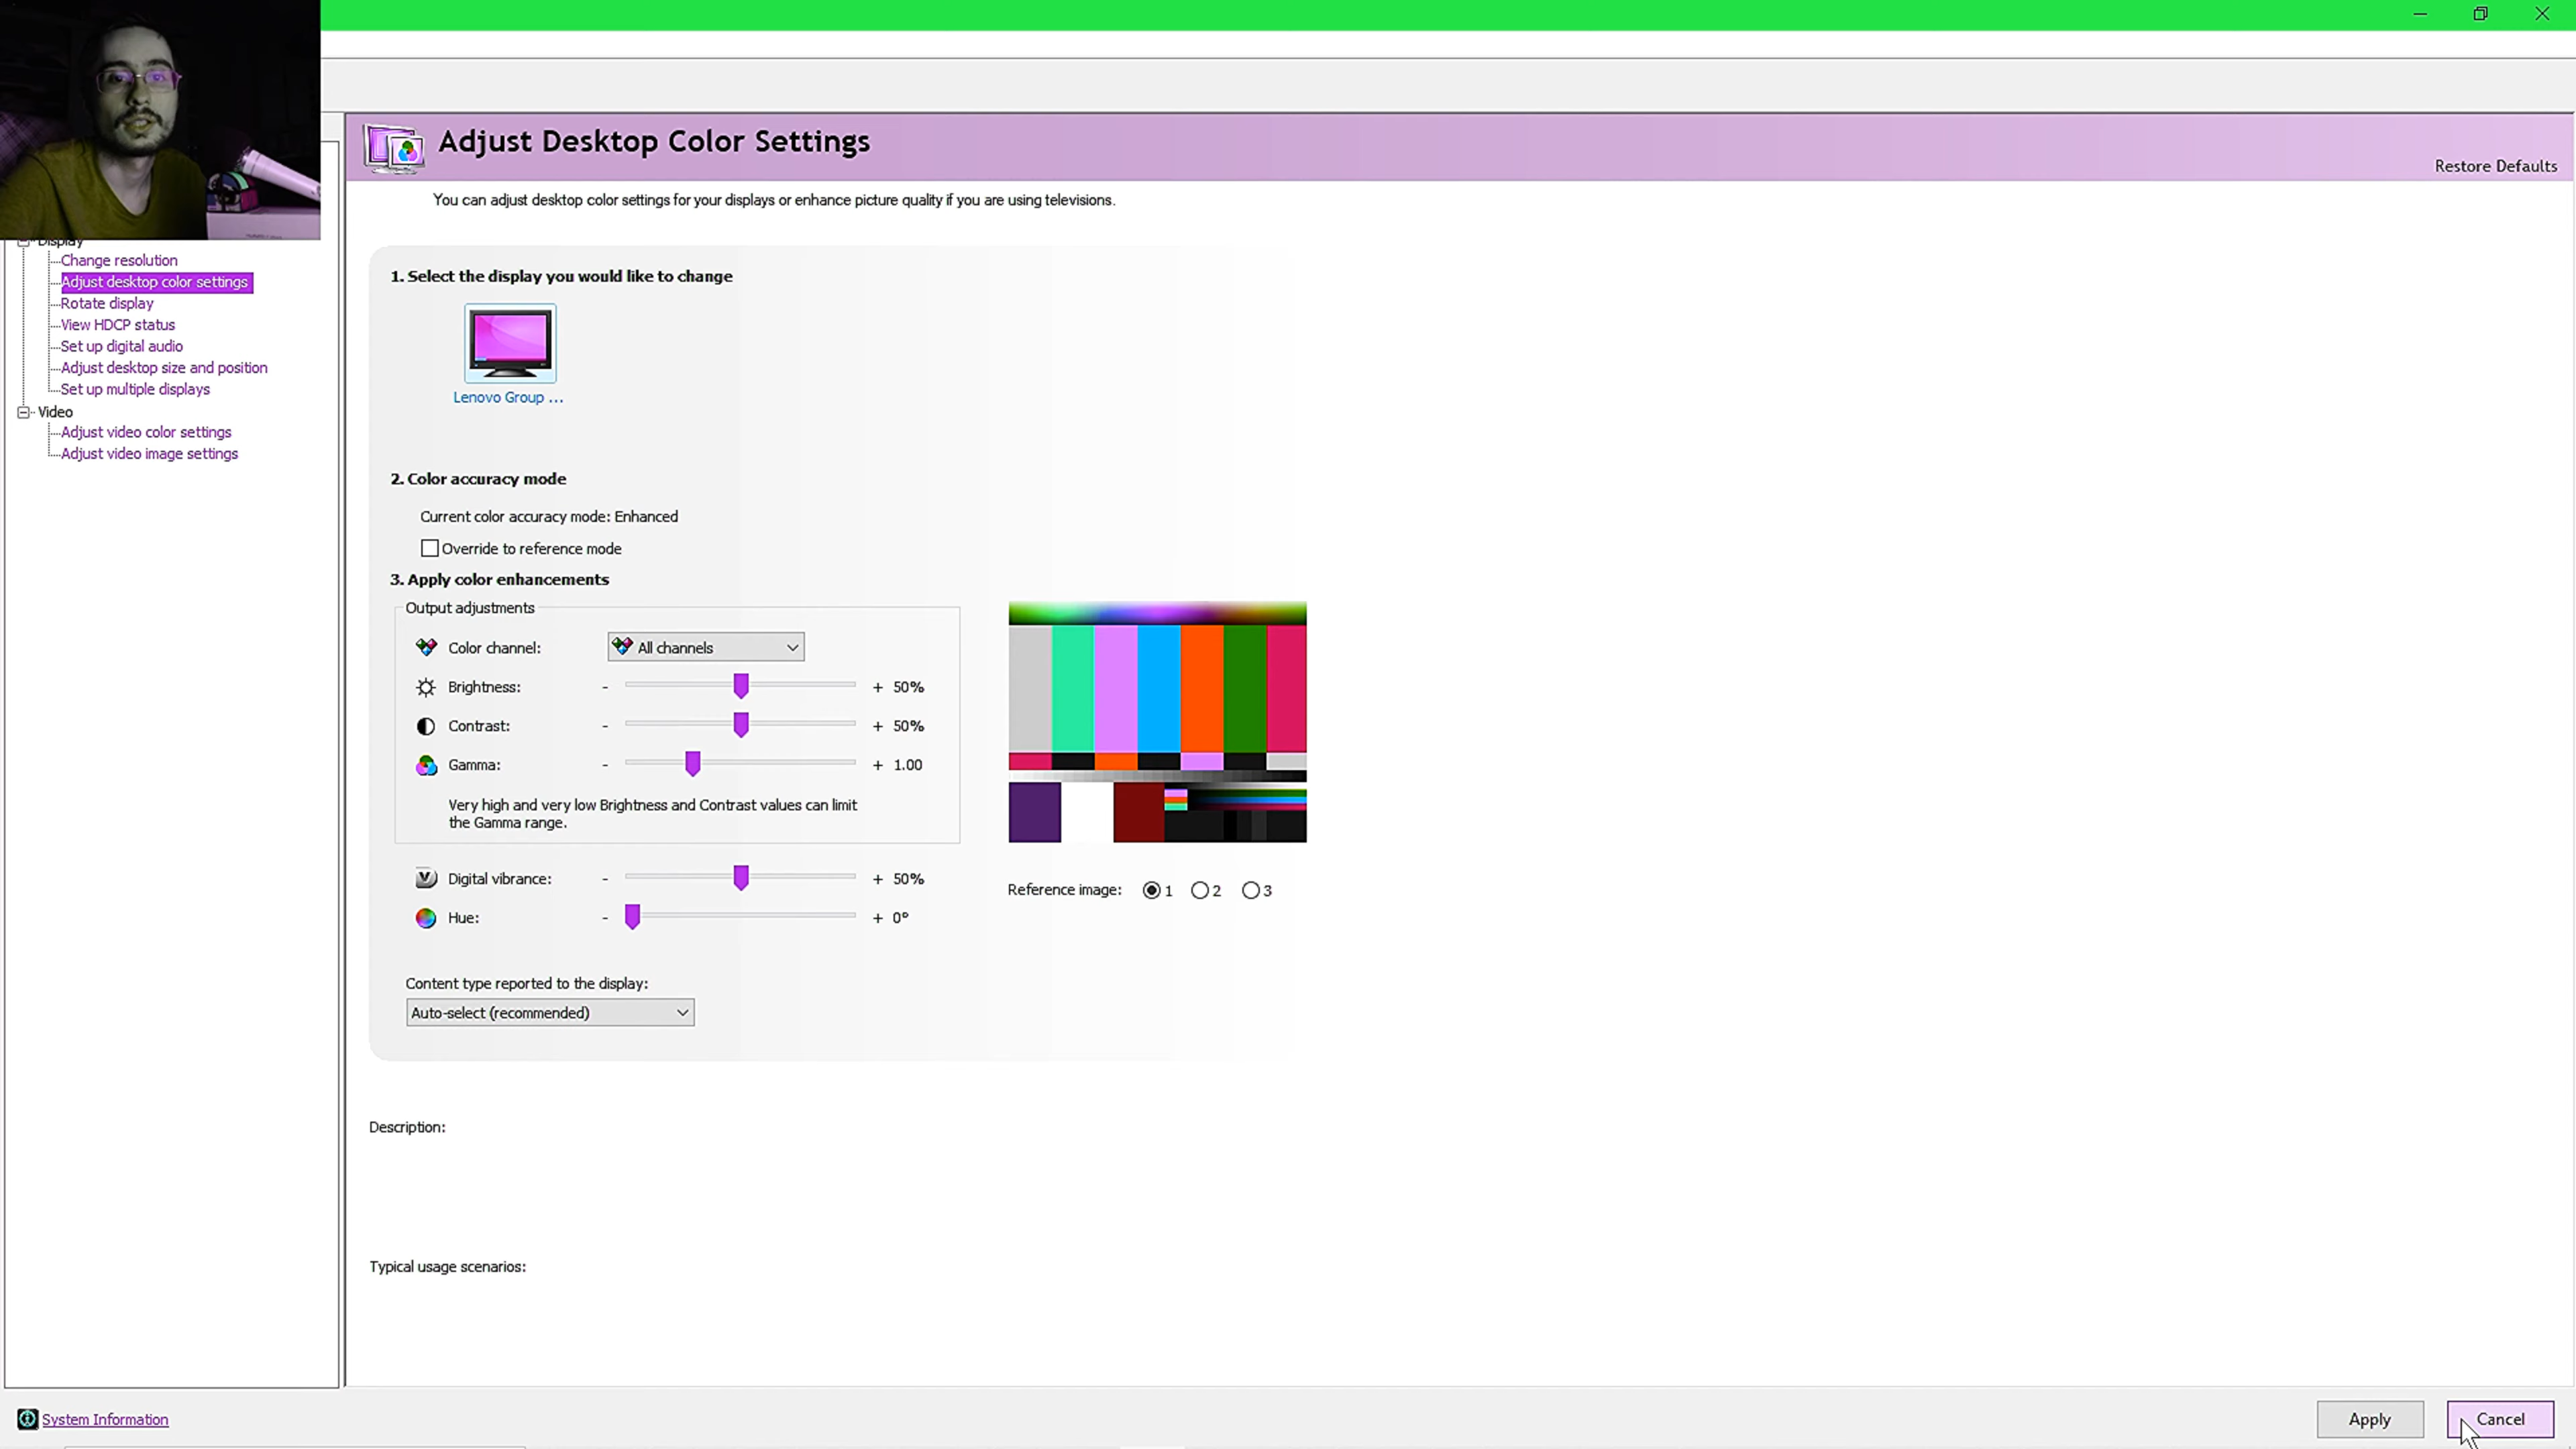 Adjust Desktop Color Settings
Restore Defaults
You can adjust desktop color settings for your displays or enhance picture quality if you are using televisions.
Display
Change resolution
Adjust desktop color settings
Rotate display
View HDCP status
Set up digital audio
Adjust desktop size and position
Set up multiple displays
Video
Adjust video color settings
Adjust video image settings
1. Select the display you would like to change
Lenovo Group ...
2. Color accuracy mode
Current color accuracy mode: Enhanced
Override to reference mode
3. Apply color enhancements
Output adjustments
Color channel: All channels
Brightness: - + 50%
Contrast: - + 50%
Gamma: - + 1.00
Very high and very low Brightness and Contrast values can limit
the Gamma range.
Digital vibrance: - + 50%
Hue: - + 0°
Reference image: 1 2 3
Content type reported to the display:
Auto-select (recommended)
Description:
Typical usage scenarios:
System Information
Apply
Cancel